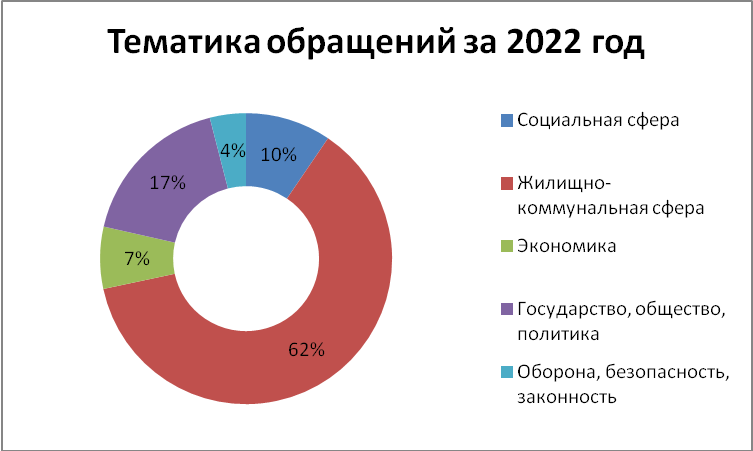 Тематика обращений за 2022 год
4%
10%
17%
7%
62%
Социальная сфера
Жилищно-
коммунальная сфера
Экономика
Государство, общество,
политика
Оборона, безопасность,
законность